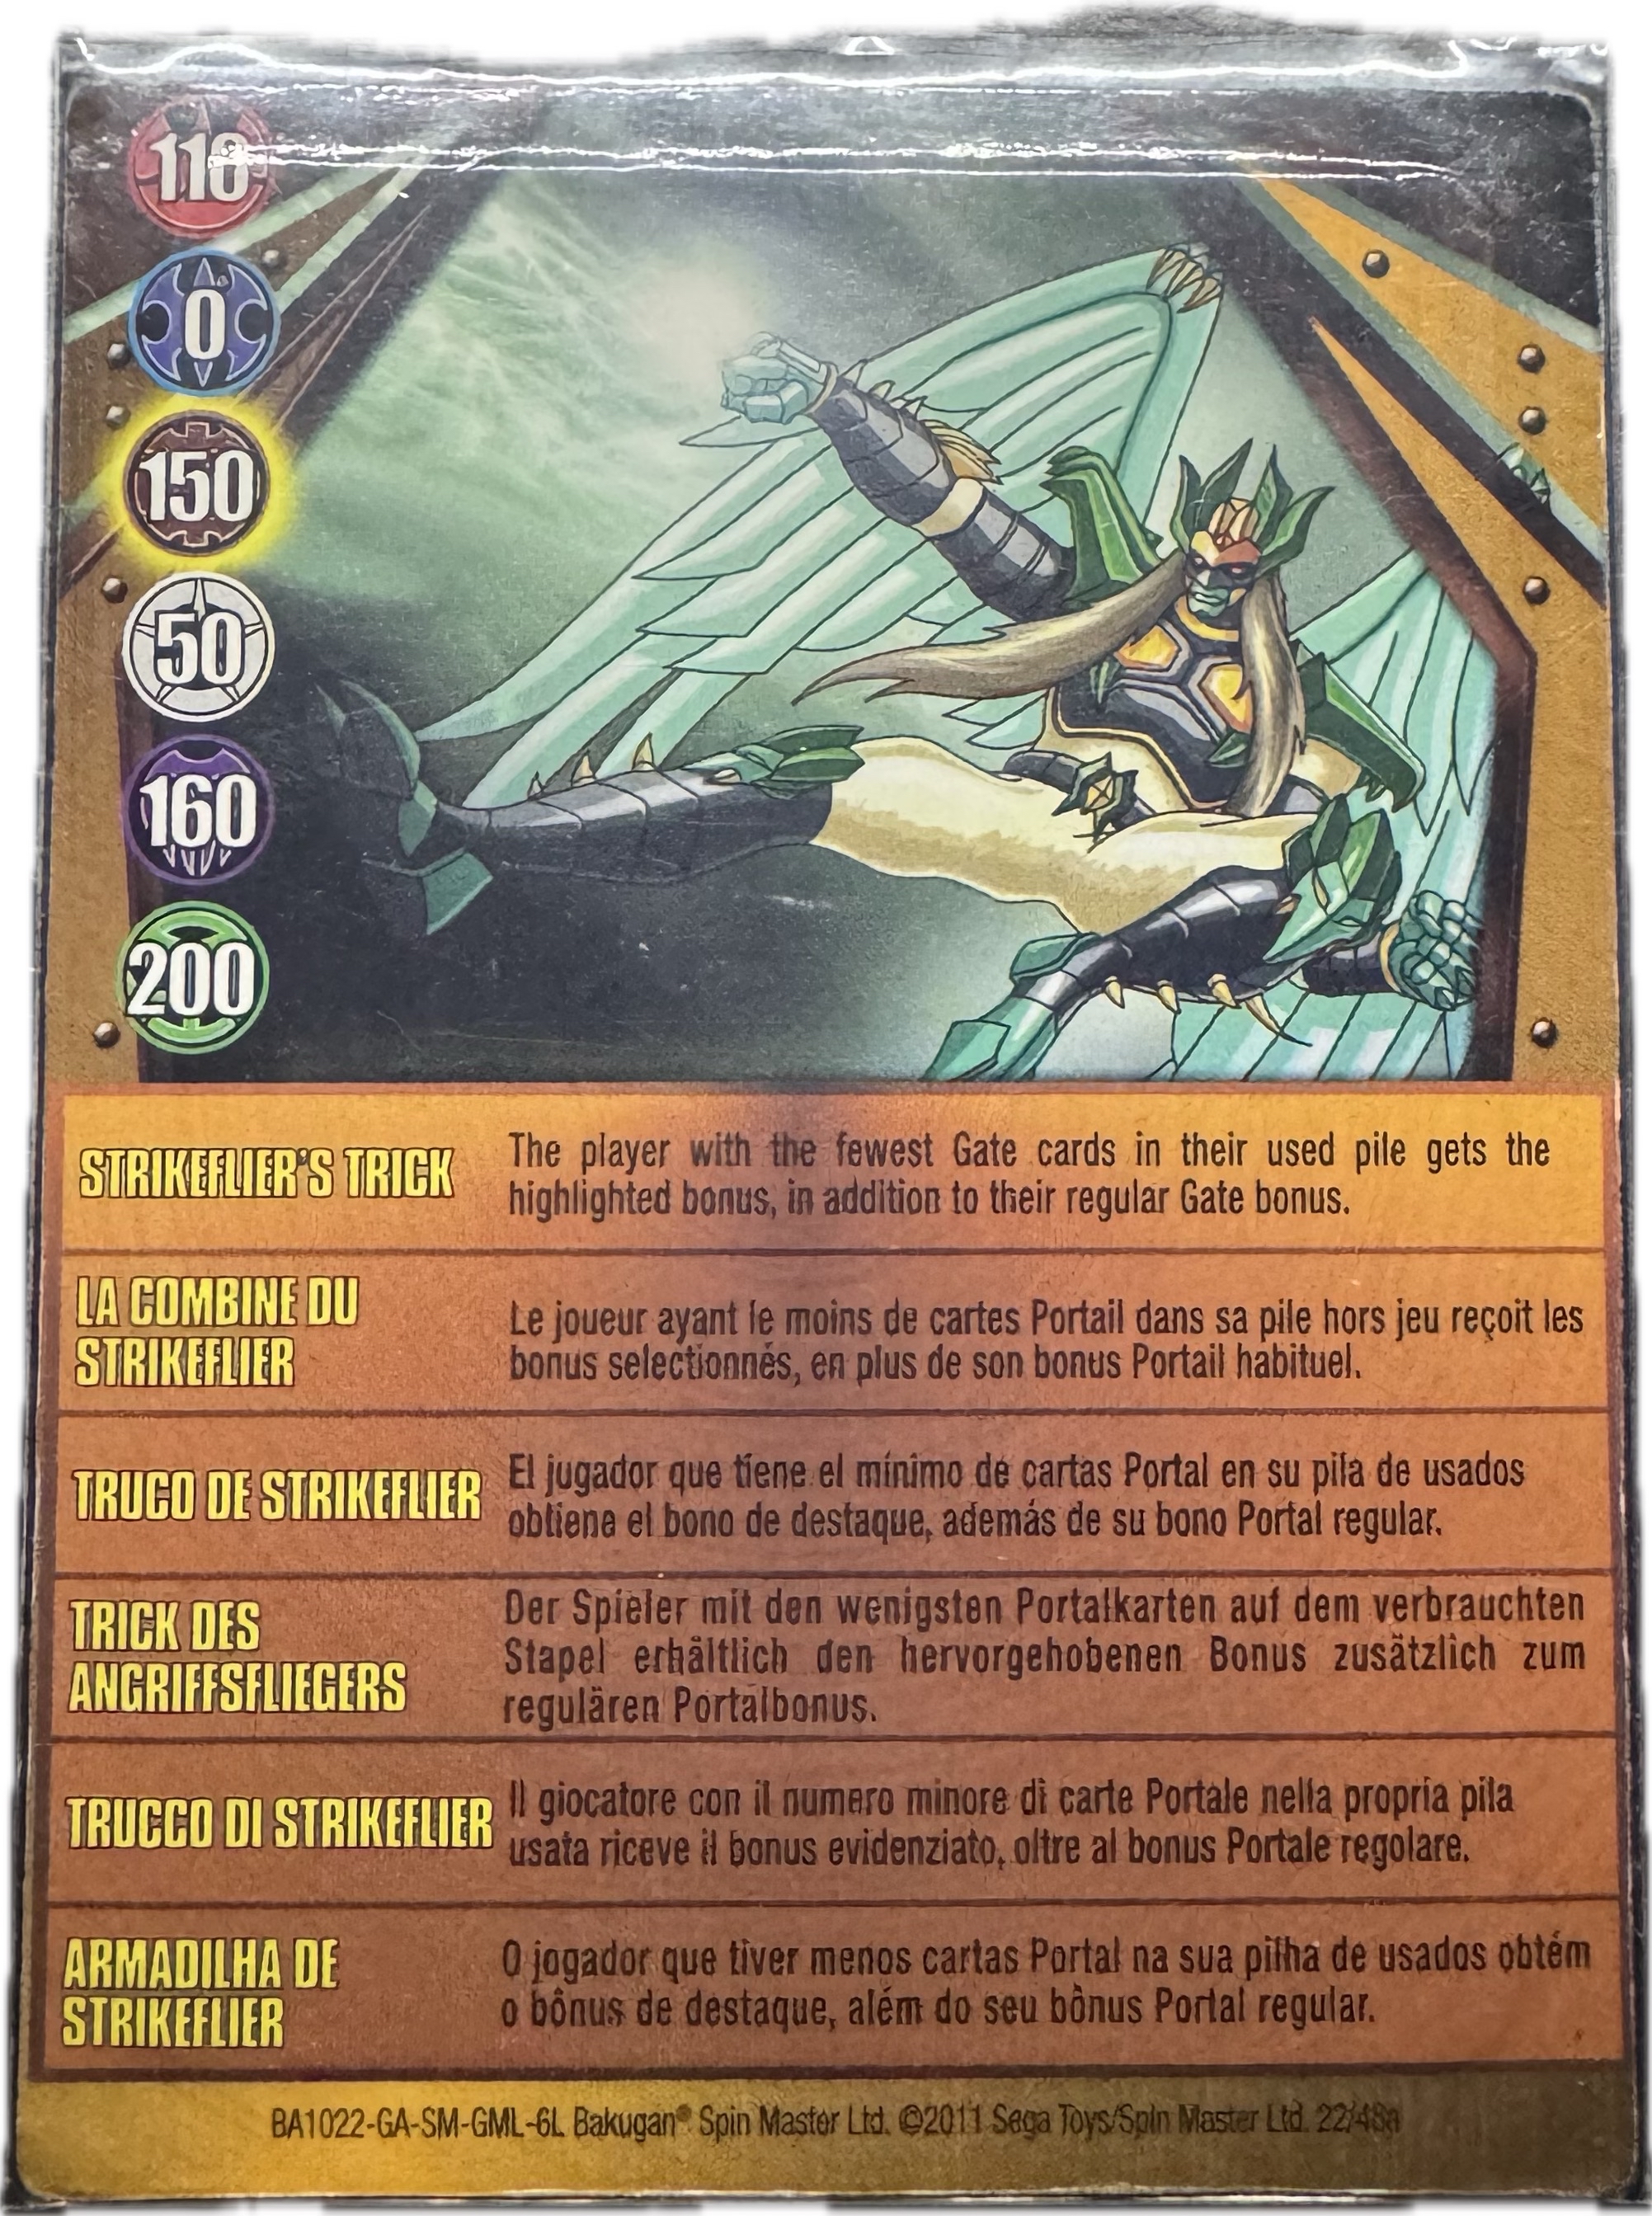 110
0
150
50
160
200
STRIKEFLIER'S TRICK
The player with the fewest Gate cards in their used pile gets the
highlighted bonus, in addition to their regular Gate bonus.
LA COMBINE DU
STRIKEFLIER
Le joueur ayant le moins de cartes Portail dans sa pile hors jeu reçoit les
bonus selectionnés, en plus de son bonus Portail habituel.
TRUCO DE STRIKEFLIER
El jugador que tiene el mínimo de cartas Portal en su pila de usados
obtiene el bono de destaque, además de su bono Portal regular.
TRICK DES
ANGRIFFSFLIEGERS
Der Spieler mit den wenigsten Portalkarten auf dem verbrauchten
Stapel erhältlich den hervorgehobenen Bonus zusätzlich zum
regulären Portalbonus.
TRUCCO DI STRIKEFLIER
Il giocatore con il numero minore di carte Portale nella propria pila
usata riceve il bonus evidenziato, oltre al bonus Portale regolare.
ARMADILHA DE
STRIKEFLIER
O jogador que tiver menos cartas Portal na sua pilha de usados obtém
o bônus de destaque, além do seu bônus Portal regular.
BA1022-GA-SM-GML-6L Bakugan® Spin Master Ltd. ©2011 Sega Toys/Spin Master Ltd. 22/48a